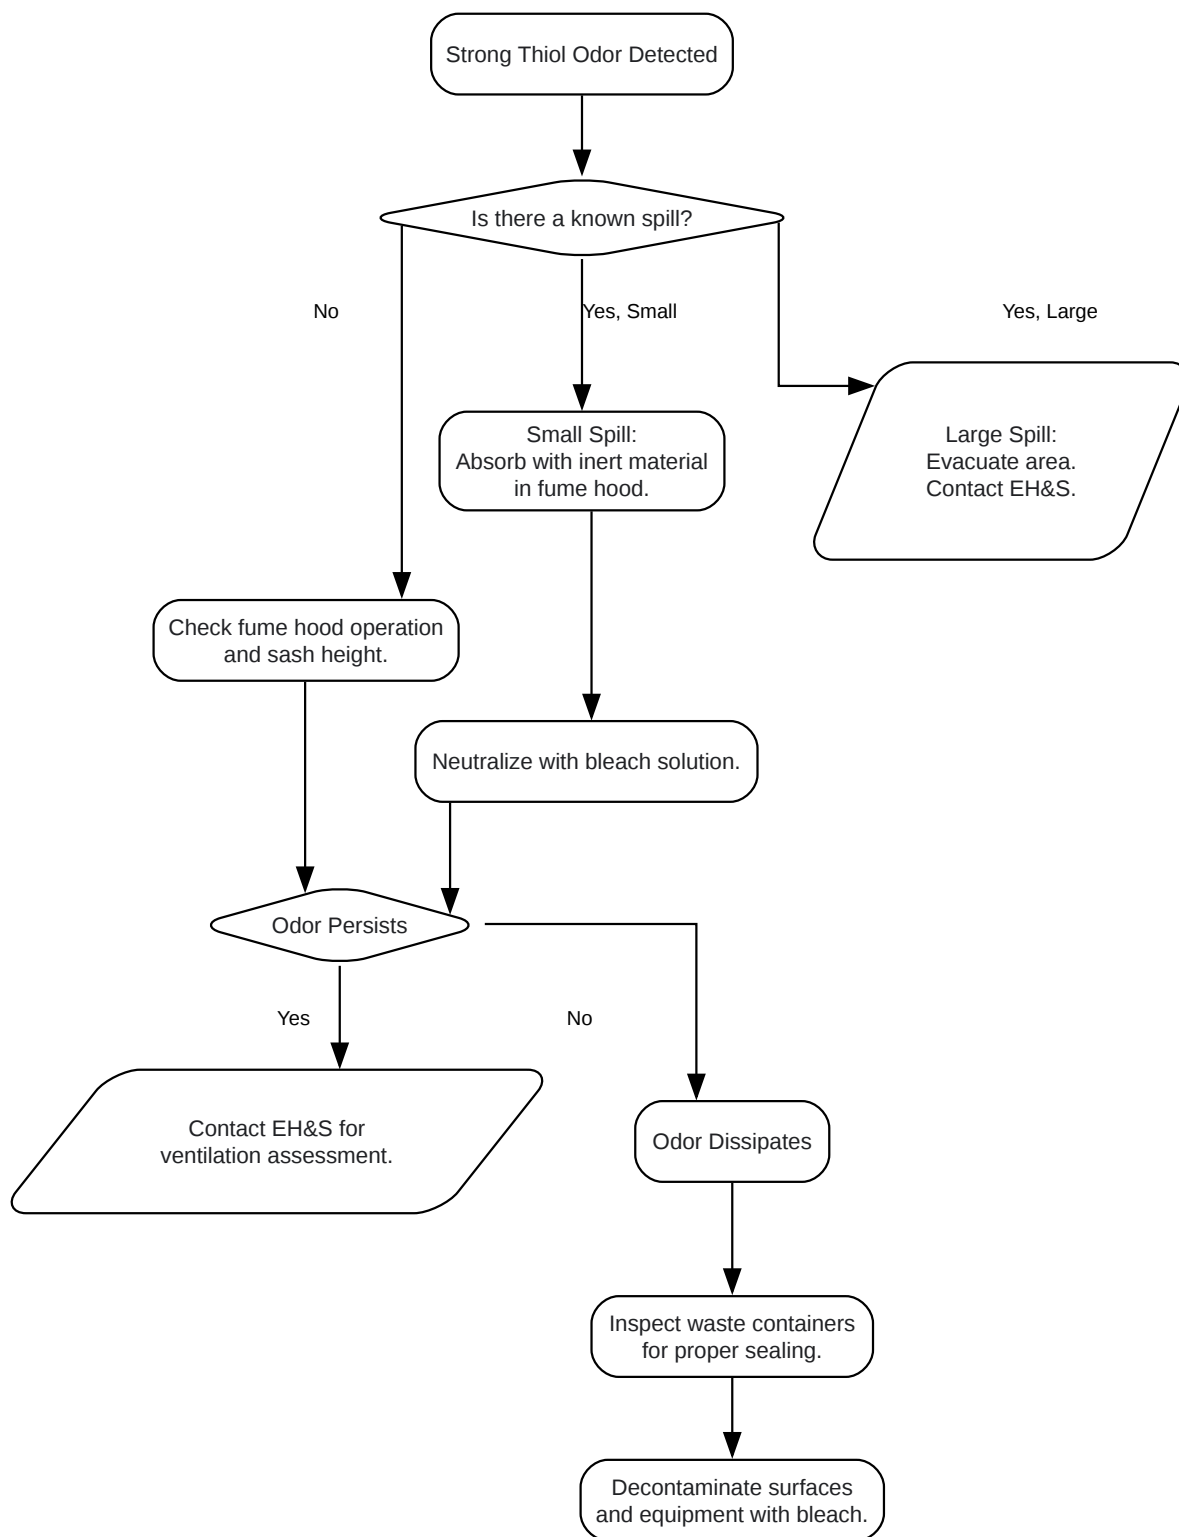 Strong Thiol Odor Detected
Is there a known spill?
No
Yes, Small
Yes, Large
Small Spill:
Absorb with inert material
in fume hood.
Large Spill:
Evacuate area.
Contact EH&S.
Check fume hood operation
and sash height.
Neutralize with bleach solution.
Odor Persists
Yes
No
Contact EH&S for
ventilation assessment.
Odor Dissipates
Inspect waste containers
for proper sealing.
Decontaminate surfaces
and equipment with bleach.